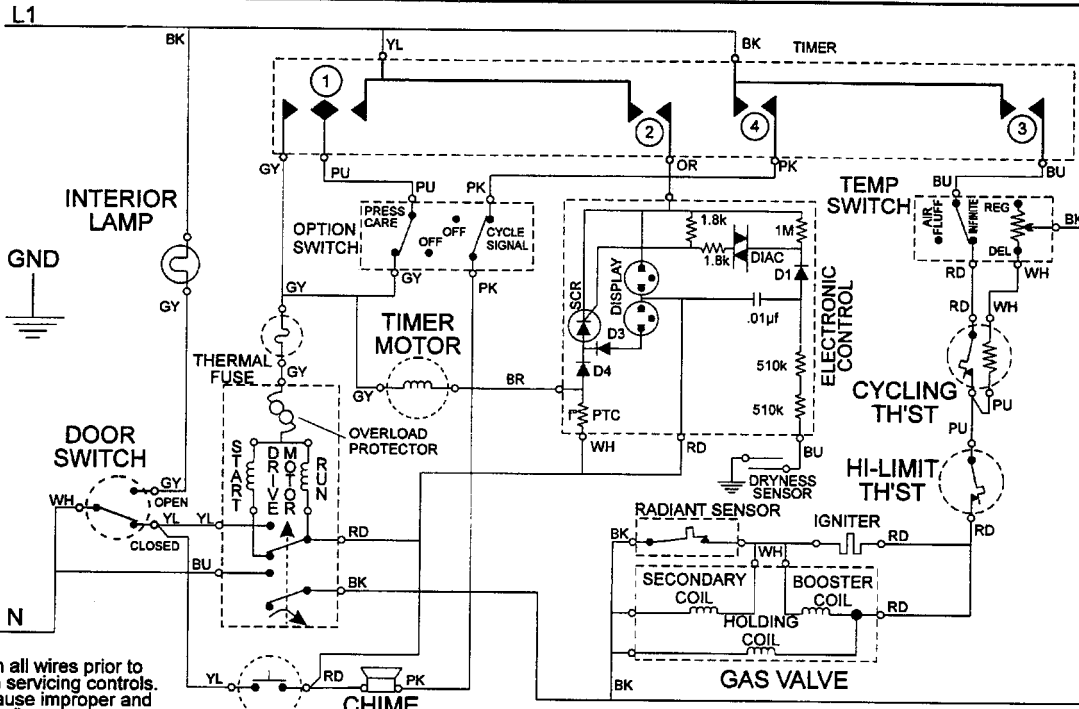 L1
BK
YL
BK
TIMER
1
2
4
3
GY
PU
OR
PK
BU
INTERIOR
LAMP
PU
PK
BU
TEMP
SWITCH
PRESS
CARE
OFF
OFF
CYCLE
SIGNAL
OPTION
SWITCH
1.8k
1M
AIR
FLUFF
INFINITE
REG
DEL
BK
GND
1.8k
DIAC
D1
GY
PK
RD
WH
SCR
DISPLAY
ELECTRONIC
CONTROL
GY
RD
WH
.01µf
TIMER
MOTOR
D3
D4
THERMAL
FUSE
GY
GY
BR
510k
510k
PTC
CYCLING
TH'ST
PU
PU
DOOR
SWITCH
OVERLOAD
PROTECTOR
START
DRIVE
MOTOR
RUN
WH
RD
BU
DRYNESS
SENSOR
HI-LIMIT
TH'ST
WH
GY
OPEN
YL
YL
CLOSED
RADIANT SENSOR
IGNITER
RD
BK
WH
RD
RD
BU
BK
SECONDARY
COIL
BOOSTER
COIL
HOLDING
COIL
RD
N
n all wires prior to
n servicing controls.
ause improper and
YL
RD
PK
CHIME
BK
GAS VALVE